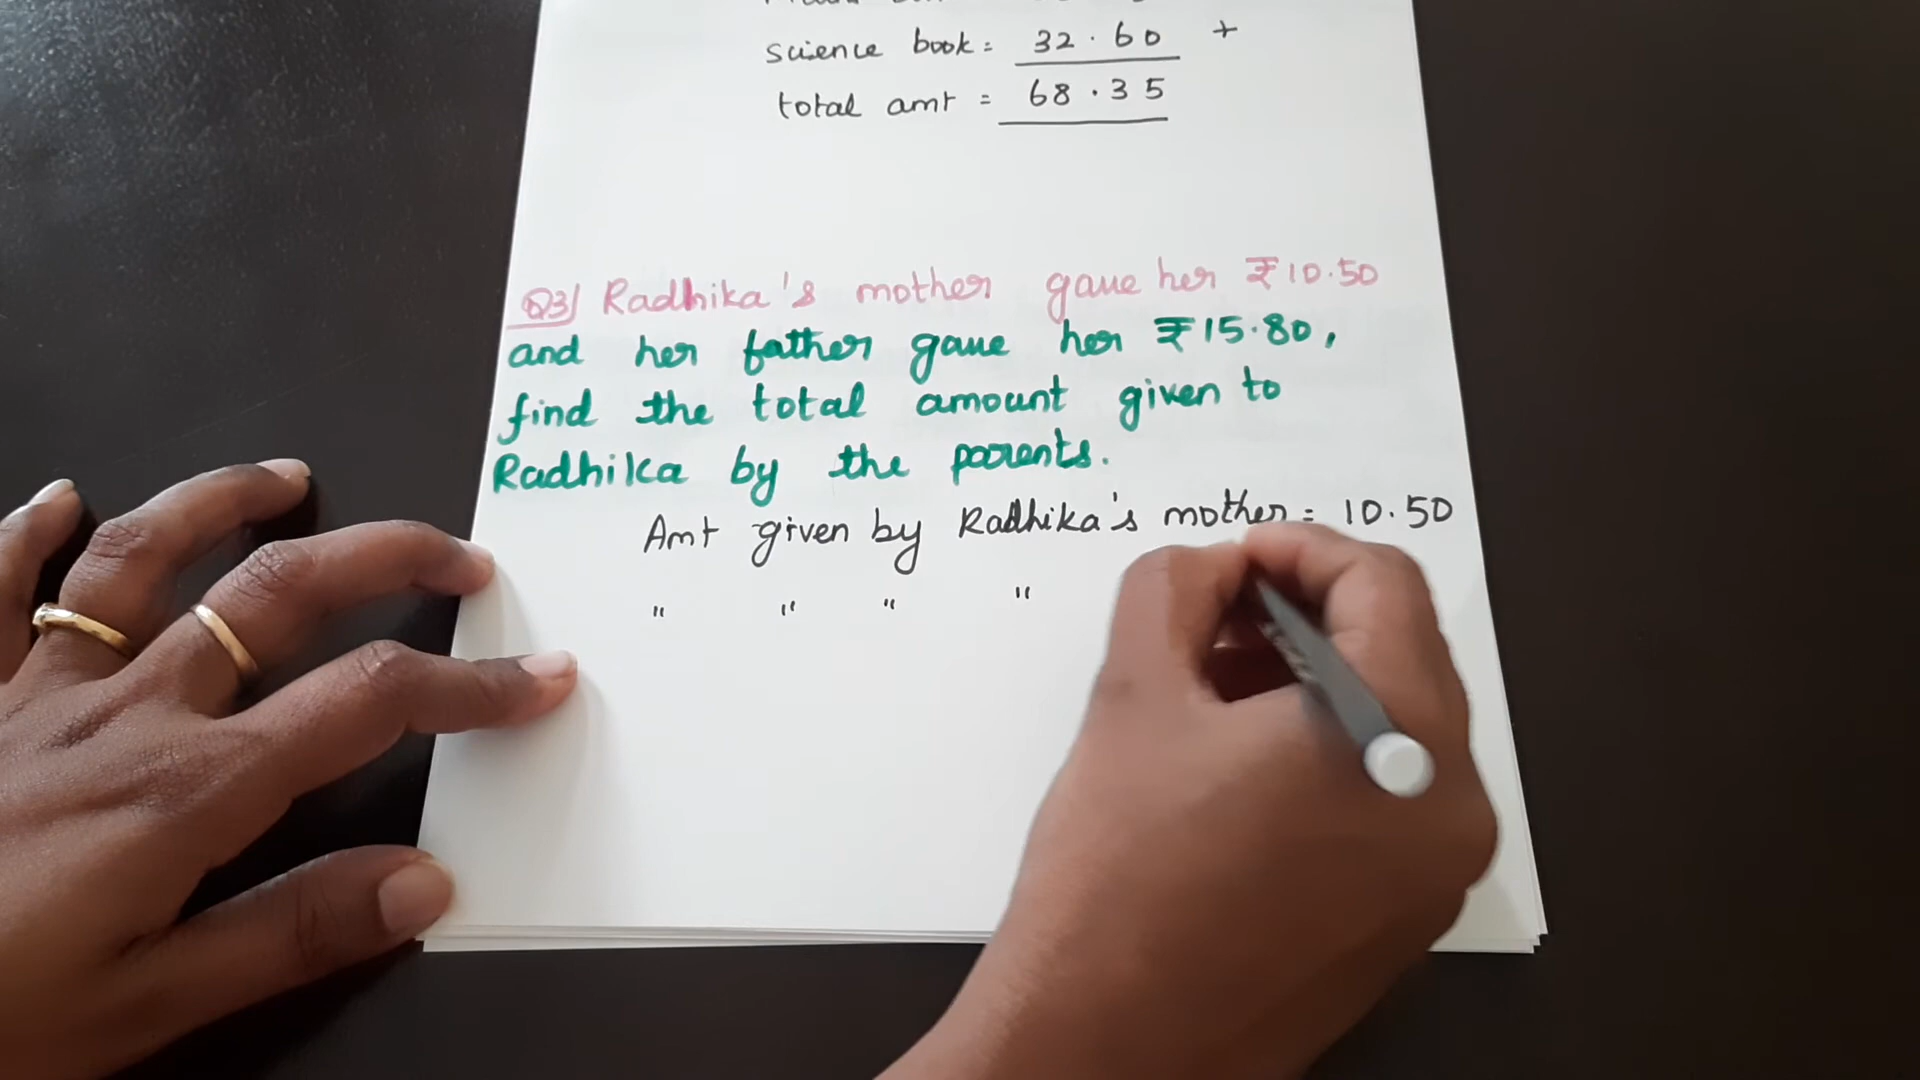 science book = 32.60 +
total amt = 68.35
Q3) Radhika's mother gave her ₹10.50
and her father gave her ₹15.80,
find the total amount given to
Radhika by the parents.
Amt given by Radhika's mother = 10.50
" " " "